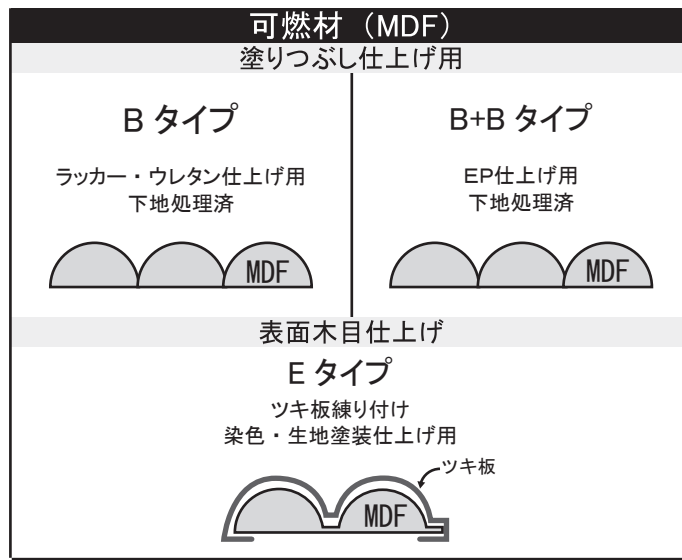 可燃材（MDF）
塗りつぶし仕上げ用
B タイプ
ラッカー・ウレタン仕上げ用
下地処理済
MDF
B+B タイプ
EP仕上げ用
下地処理済
MDF
表面木目仕上げ
E タイプ
ツキ板練り付け
染色・生地塗装仕上げ用
ツキ板
MDF